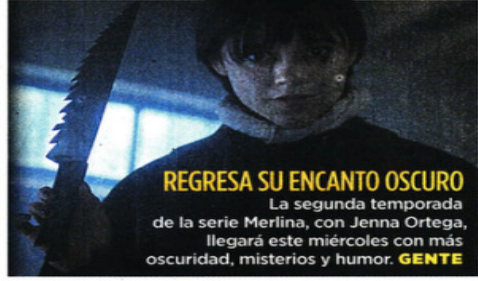 REGRESA SU ENCANTO OSCURO
La segunda temporada
de la serie Merlina, con Jenna Ortega,
llegará este miércoles con más
oscuridad, misterios y humor. GENTE